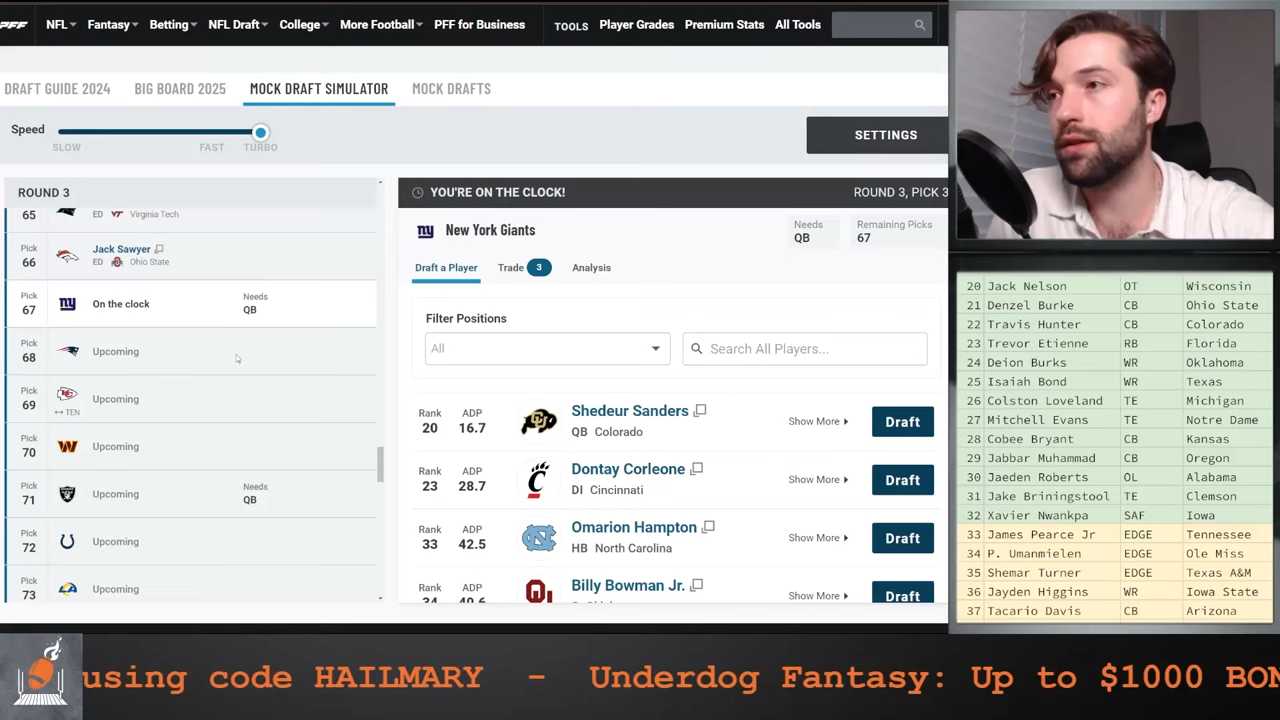 PFF
NFL
Fantasy
Betting
NFL Draft
College
More Football
PFF for Business
TOOLS
Player Grades
Premium Stats
All Tools
DRAFT GUIDE 2024
BIG BOARD 2025
MOCK DRAFT SIMULATOR
MOCK DRAFTS
Speed
SLOW
FAST
TURBO
SETTINGS
ROUND 3
65
ED Virginia Tech
Pick 66
Jack Sawyer
ED Ohio State
Pick 67
On the clock
Needs
QB
Pick 68
Upcoming
Pick 69
Upcoming
↔ TEN
Pick 70
Upcoming
Pick 71
Upcoming
Needs
QB
Pick 72
Upcoming
Pick 73
Upcoming
YOU'RE ON THE CLOCK!
ROUND 3, PICK 3
New York Giants
Needs
QB
Remaining Picks
67
Draft a Player
Trade 3
Analysis
Filter Positions
All
Search All Players...
Rank 20
ADP 16.7
Shedeur Sanders
QB Colorado
Show More
Draft
Rank 23
ADP 28.7
Dontay Corleone
DI Cincinnati
Show More
Draft
Rank 33
ADP 42.5
Omarion Hampton
HB North Carolina
Show More
Draft
Rank
ADP
Billy Bowman Jr.
Show More
Draft
20 Jack Nelson OT Wisconsin
21 Denzel Burke CB Ohio State
22 Travis Hunter CB Colorado
23 Trevor Etienne RB Florida
24 Deion Burks WR Oklahoma
25 Isaiah Bond WR Texas
26 Colston Loveland TE Michigan
27 Mitchell Evans TE Notre Dame
28 Cobee Bryant CB Kansas
29 Jabbar Muhammad CB Oregon
30 Jaeden Roberts OL Alabama
31 Jake Briningstool TE Clemson
32 Xavier Nwankpa SAF Iowa
33 James Pearce Jr EDGE Tennessee
34 P. Umanmielen EDGE Ole Miss
35 Shemar Turner EDGE Texas A&M
36 Jayden Higgins WR Iowa State
37 Tacario Davis CB Arizona
using code HAILMARY - Underdog Fantasy: Up to $1000 BON